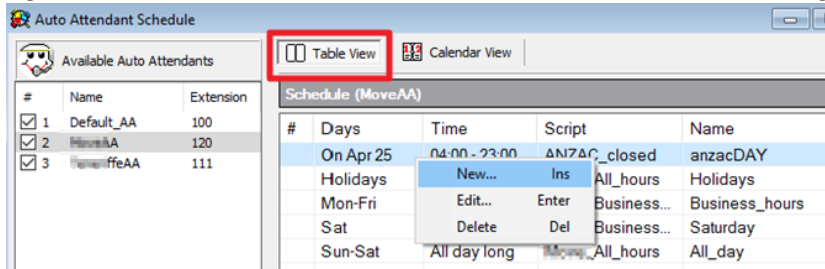 Auto Attendant Schedule
Available Auto Attendants
Table View
Calendar View
# Name Extension
1 Default_AA 100
2 120
3 ffeAA 111
Schedule (MoveAA)
# Days Time Script Name
On Apr 25 04:00 - 23:00 ANZAC_closed anzacDAY
Holidays All_hours Holidays
Mon-Fri Business... Business_hours
Sat Business... Saturday
Sun-Sat All day long All_hours All_day
New... Ins
Edit... Enter
Delete Del